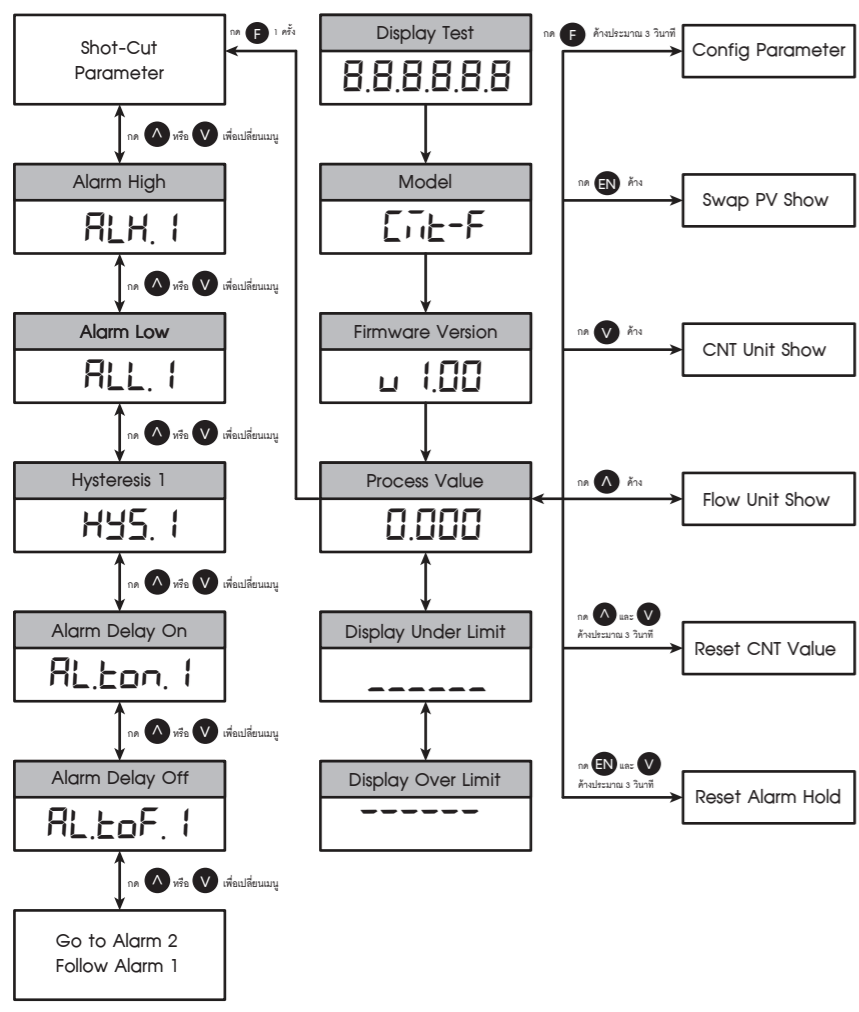 Shot-Cut
Parameter
กด F 1 ครั้ง
กด ∧ หรือ ∨ เพื่อเปลี่ยนเมนู
Alarm High
ALH. 1
กด ∧ หรือ ∨ เพื่อเปลี่ยนเมนู
Alarm Low
ALL. 1
กด ∧ หรือ ∨ เพื่อเปลี่ยนเมนู
Hysteresis 1
HYS. 1
กด ∧ หรือ ∨ เพื่อเปลี่ยนเมนู
Alarm Delay On
AL.ton. 1
กด ∧ หรือ ∨ เพื่อเปลี่ยนเมนู
Alarm Delay Off
AL.toF. 1
กด ∧ หรือ ∨ เพื่อเปลี่ยนเมนู
Go to Alarm 2
Follow Alarm 1
Display Test
8.8.8.8.8.8
Model
Firmware Version
v 1.00
Process Value
0.000
Display Under Limit
Display Over Limit
กด F ค้างประมาณ 3 วินาที
Config Parameter
กด EN ค้าง
Swap PV Show
กด ∨ ค้าง
CNT Unit Show
กด ∧ ค้าง
Flow Unit Show
กด ∧ และ ∨
ค้างประมาณ 3 วินาที
Reset CNT Value
กด EN และ ∨
ค้างประมาณ 3 วินาที
Reset Alarm Hold